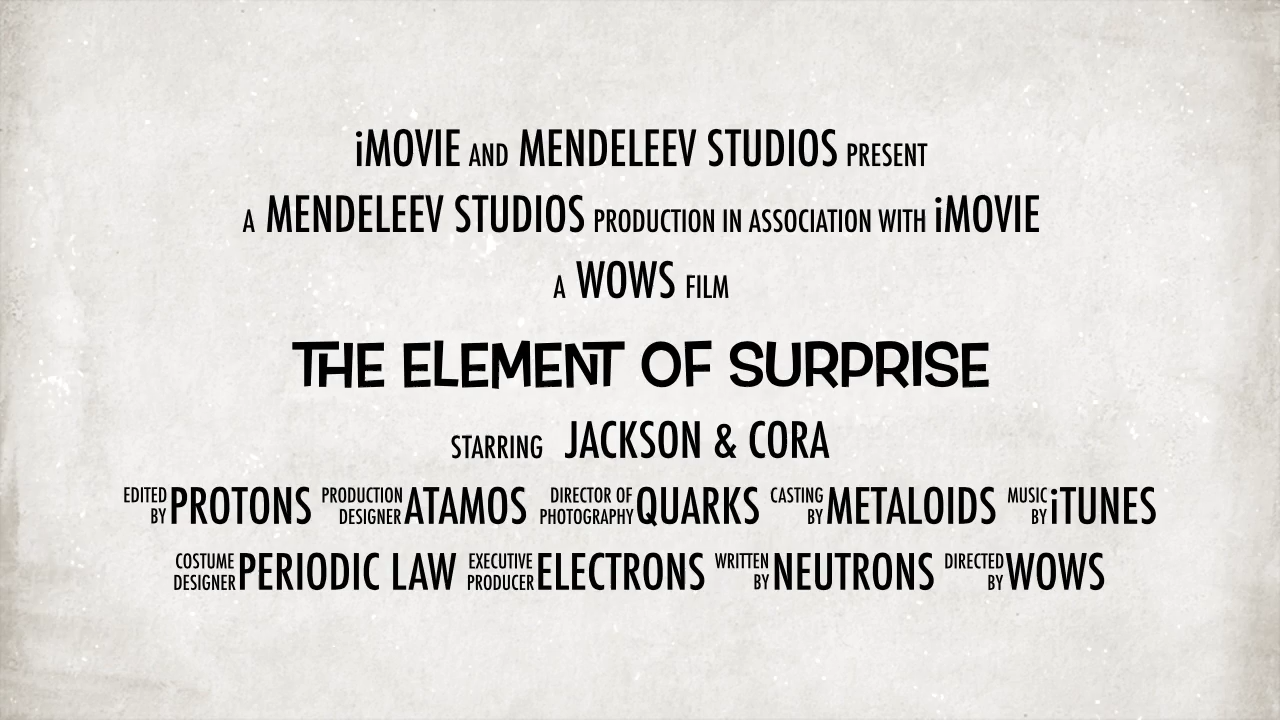 iMOVIE AND MENDELEEV STUDIOS PRESENT
A MENDELEEV STUDIOS PRODUCTION IN ASSOCIATION WITH iMOVIE
A WOWS FILM
THE ELEMENT OF SURPRISE
STARRING JACKSON & CORA
EDITED BY PROTONS PRODUCTION DESIGNER ATAMOS DIRECTOR OF PHOTOGRAPHY QUARKS CASTING BY METALOIDS MUSIC BY iTUNES
COSTUME DESIGNER PERIODIC LAW EXECUTIVE PRODUCER ELECTRONS WRITTEN BY NEUTRONS DIRECTED BY WOWS